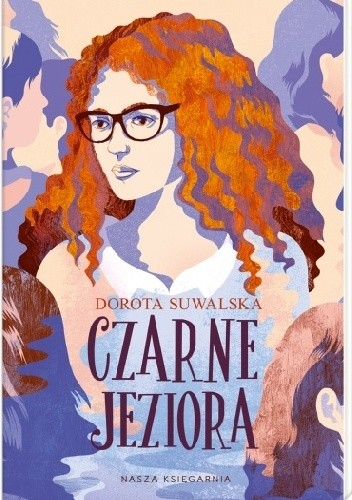 DOROTA SUWALSKA
CZARNE
JEZIORA
NASZA KSIĘGARNIA